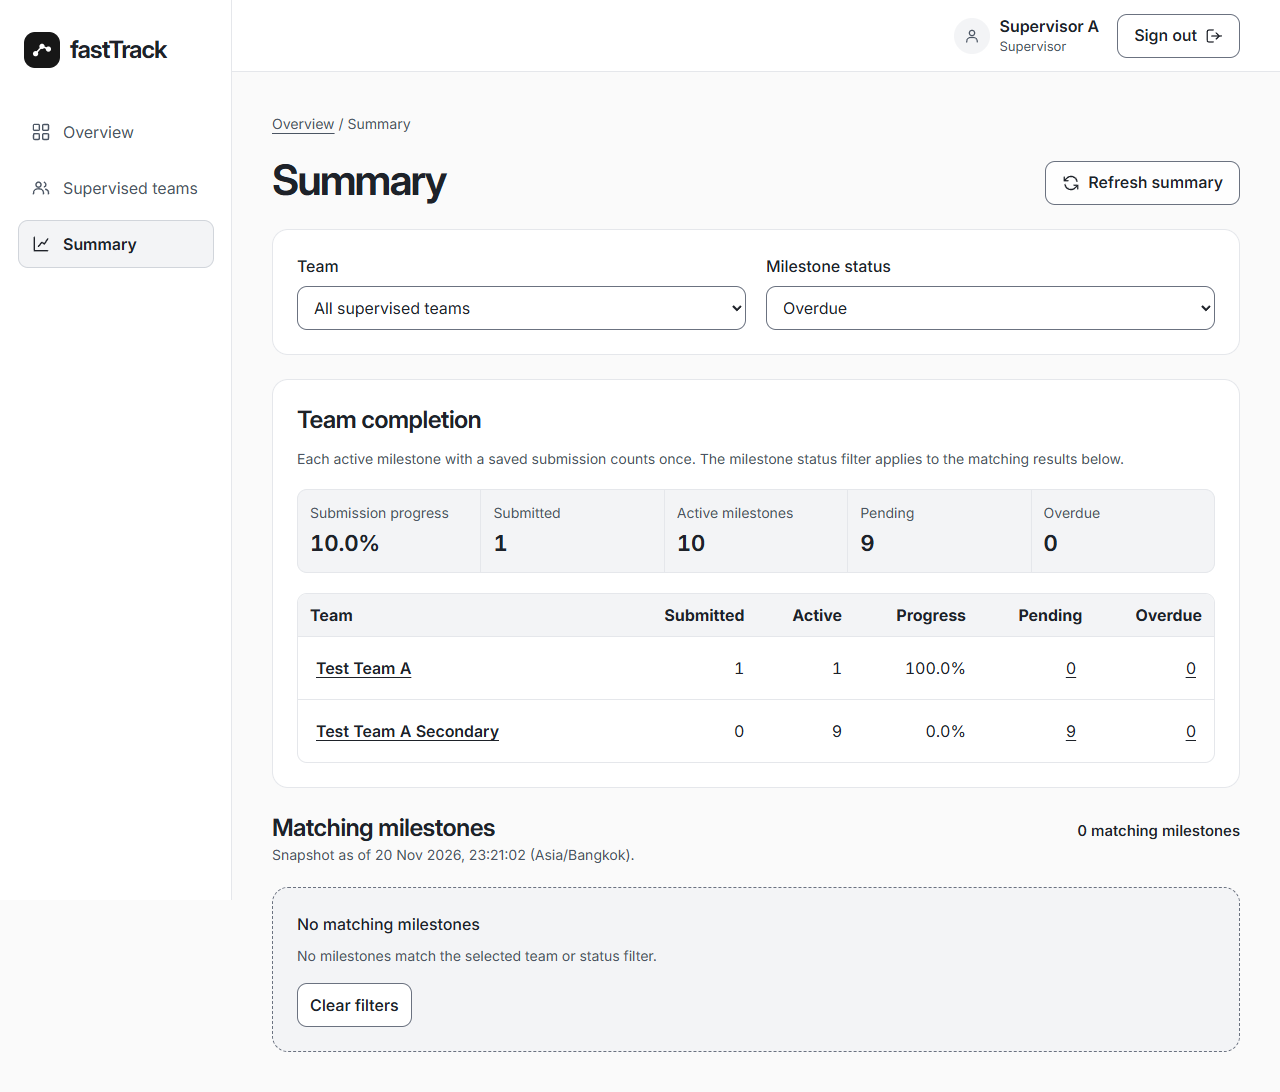 fastTrack
Supervisor A
Supervisor
Sign out
Overview
Supervised teams
Summary
Overview / Summary
Summary
Refresh summary
Team
Milestone status
All supervised teams
Overdue
Team completion
Each active milestone with a saved submission counts once. The milestone status filter applies to the matching results below.
Submission progress
Submitted
Active milestones
Pending
Overdue
10.0%
1
10
9
0
Team Submitted Active Progress Pending Overdue
Test Team A 1 1 100.0% 0 0
Test Team A Secondary 0 9 0.0% 9 0
Matching milestones
0 matching milestones
Snapshot as of 20 Nov 2026, 23:21:02 (Asia/Bangkok).
No matching milestones
No milestones match the selected team or status filter.
Clear filters